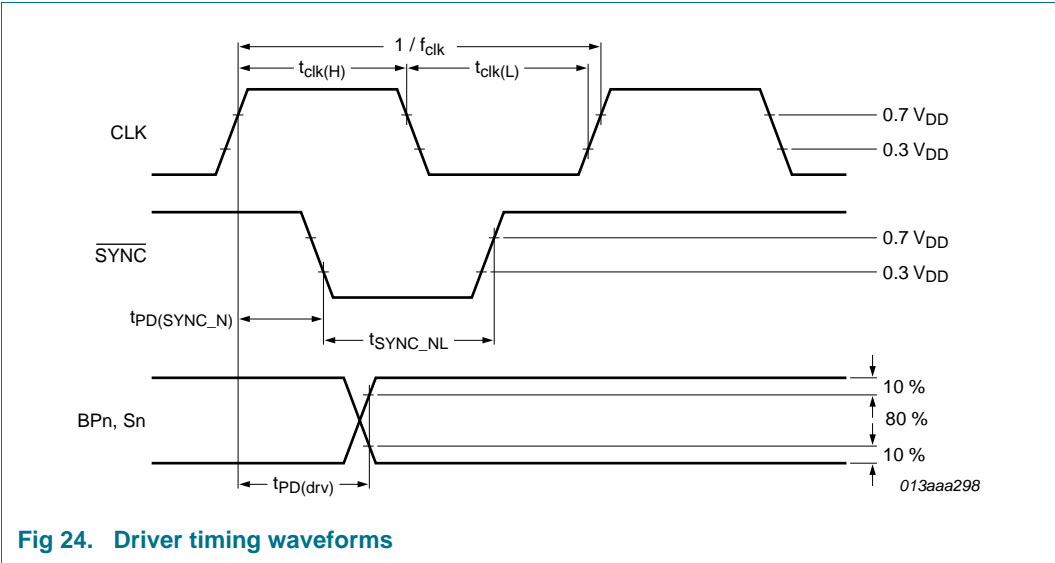 1 / fclk
tclk(H)
tclk(L)
CLK
0.7 VDD
0.3 VDD
SYNC
0.7 VDD
0.3 VDD
tPD(SYNC_N)
tSYNC_NL
BPn, Sn
10 %
80 %
10 %
tPD(drv)
013aaa298
Fig 24. Driver timing waveforms